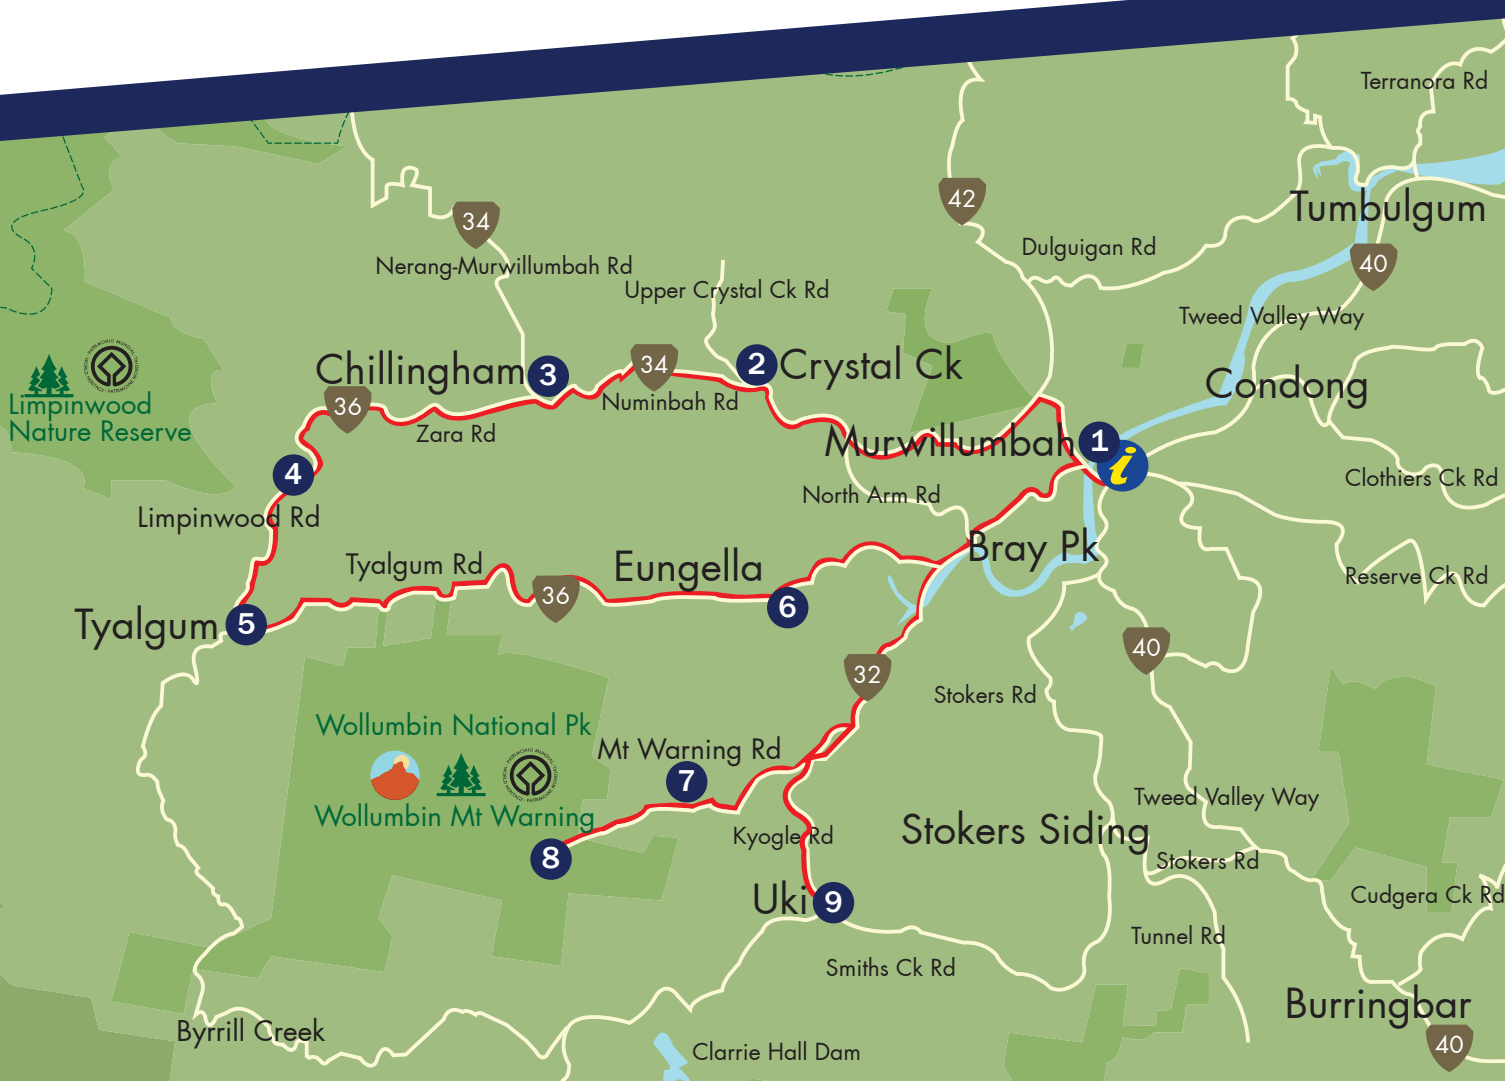 Terranora Rd
42
Tumbulgum
34
Dulguigan Rd
Nerang-Murwillumbah Rd
40
Upper Crystal Ck Rd
Tweed Valley Way
Chillingham
3
34
2
Crystal Ck
Condong
Limpinwood
Nature Reserve
36
Numinbah Rd
Zara Rd
Murwillumbah
1
i
4
North Arm Rd
Clothiers Ck Rd
Limpinwood Rd
Bray Pk
Tyalgum Rd
Eungella
Reserve Ck Rd
36
6
Tyalgum
5
40
32
Stokers Rd
Wollumbin National Pk
Mt Warning Rd
7
Wollumbin Mt Warning
Tweed Valley Way
Kyogle Rd
Stokers Siding
8
Stokers Rd
Uki
9
Cudgera Ck Rd
Tunnel Rd
Smiths Ck Rd
Burringbar
Byrrill Creek
40
Clarrie Hall Dam